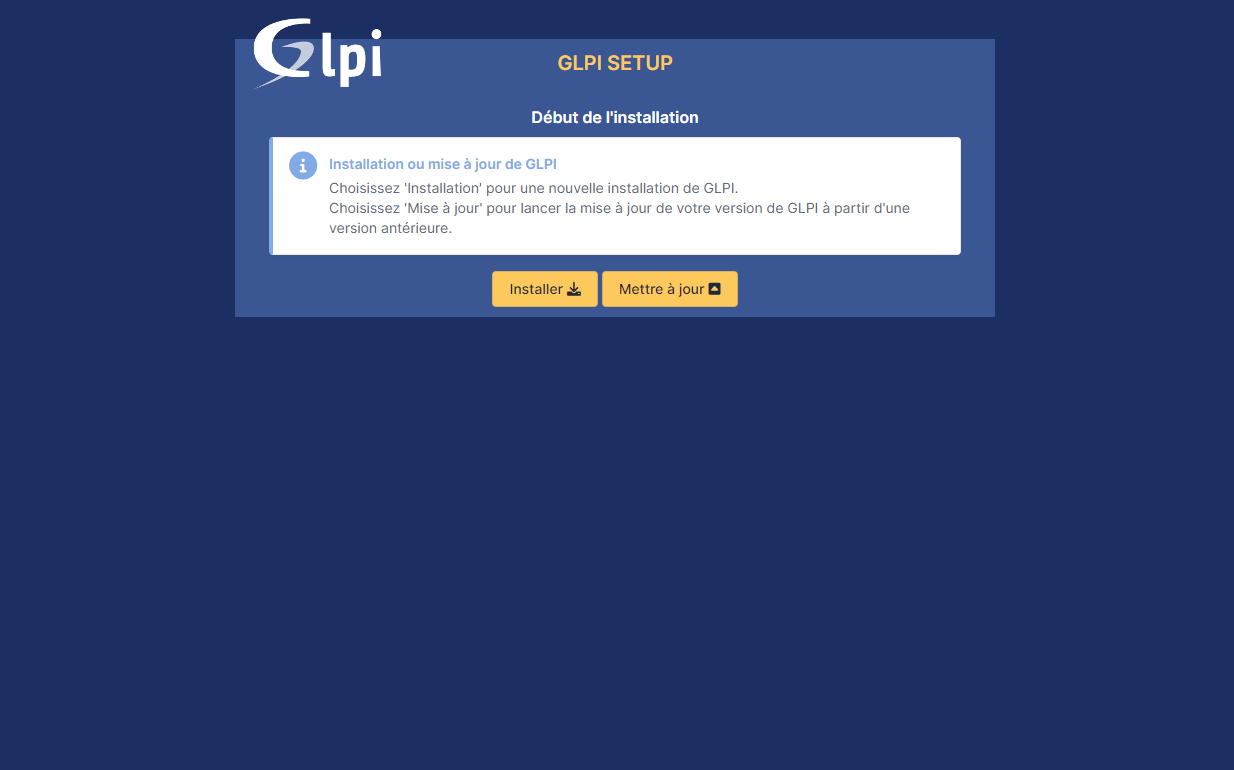 Glpi
GLPI SETUP
Début de l'installation
Installation ou mise à jour de GLPI
Choisissez 'Installation' pour une nouvelle installation de GLPI.
Choisissez 'Mise à jour' pour lancer la mise à jour de votre version de GLPI à partir d'une
version antérieure.
Installer
Mettre à jour